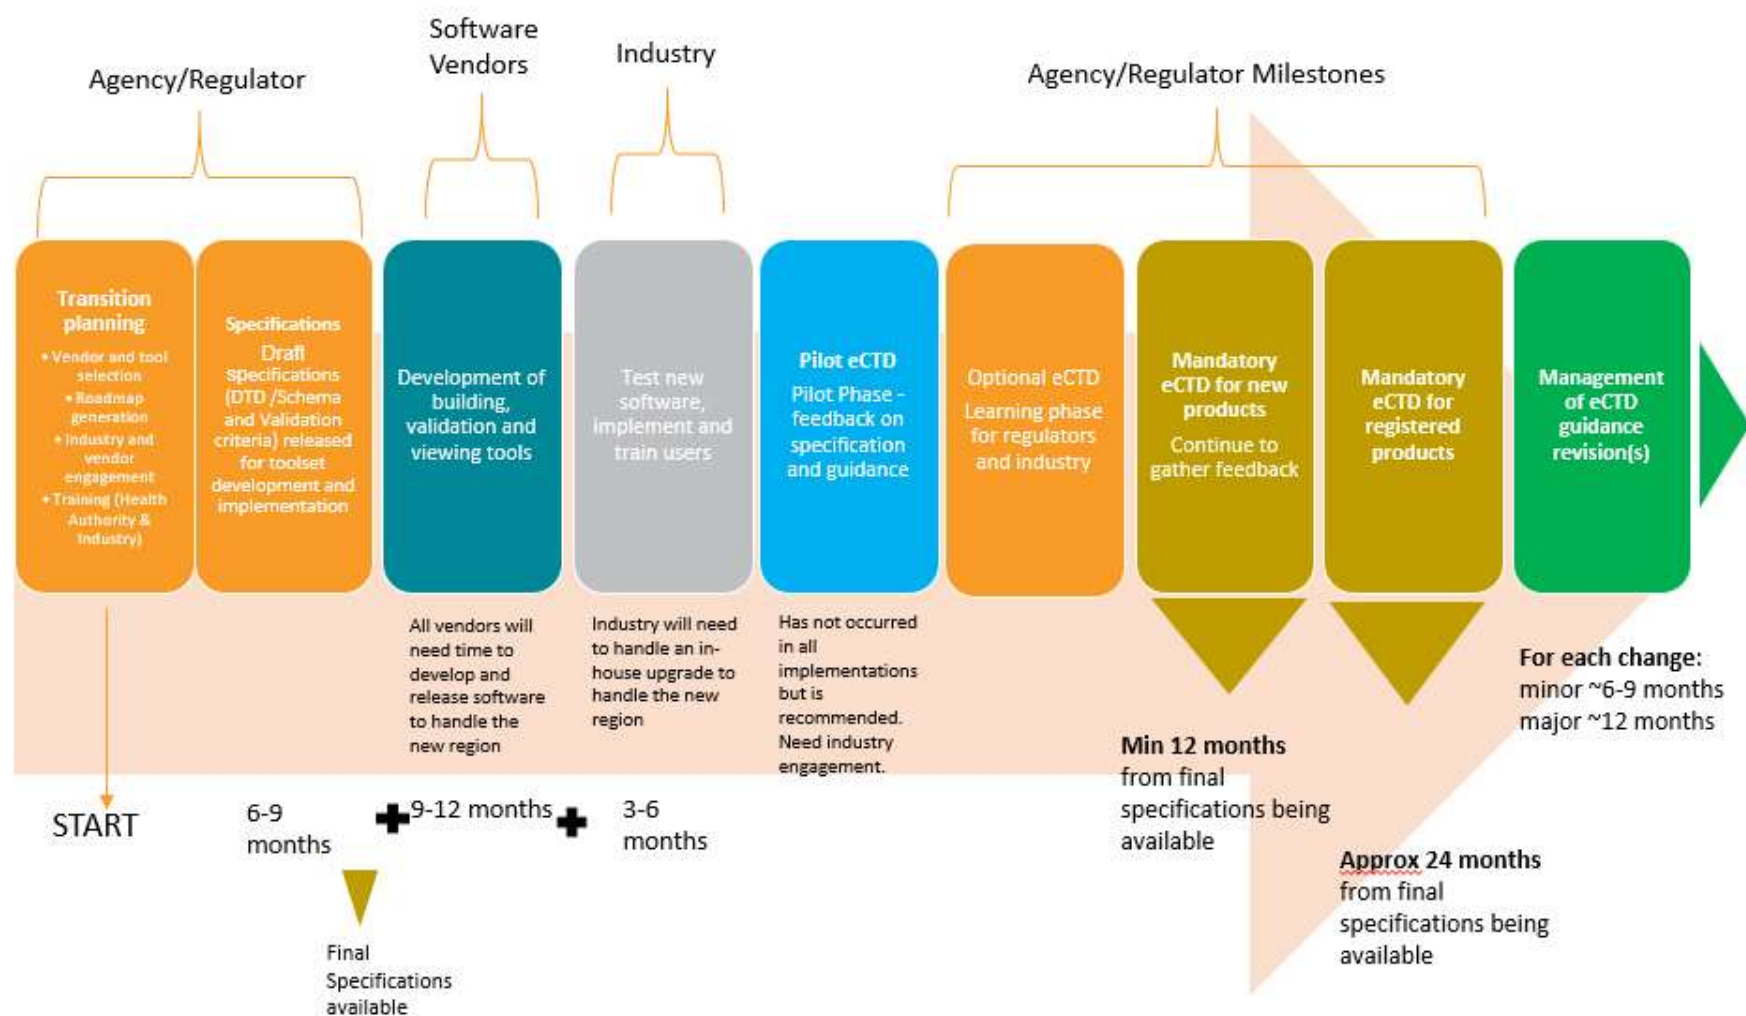 Agency/Regulator
Software
Vendors
Industry
Agency/Regulator Milestones
Transition
planning
• Vendor and tool
selection
• Roadmap
generation
• Industry and
vendor
engagement
• Training (Health
Authority &
Industry)
Specifications
Draft
specifications
(DTD /Schema
and Validation
criteria) released
for toolset
development and
implementation
Development of
building,
validation and
viewing tools
Test new
software,
implement and
train users
Pilot eCTD
Pilot Phase -
feedback on
specification
and guidance
Optional eCTD
Learning phase
for regulators
and industry
Mandatory
eCTD for new
products
Continue to
gather feedback
Mandatory
eCTD for
registered
products
Management
of eCTD
guidance
revision(s)
All vendors will
need time to
develop and
release software
to handle the
new region
Industry will need
to handle an in-
house upgrade to
handle the new
region
Has not occurred
in all
implementations
but is
recommended.
Need industry
engagement.
For each change:
minor ~6-9 months
major ~12 months
Min 12 months
from final
specifications being
available
Approx 24 months
from final
specifications being
available
START
6-9
months
9-12 months
3-6
months
Final
Specifications
available